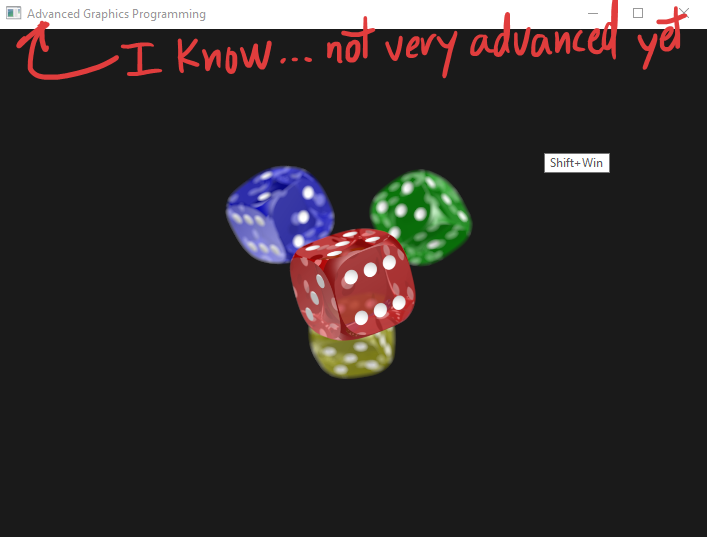 Advanced Graphics Programming
I know... not very advanced yet
Shift+Win